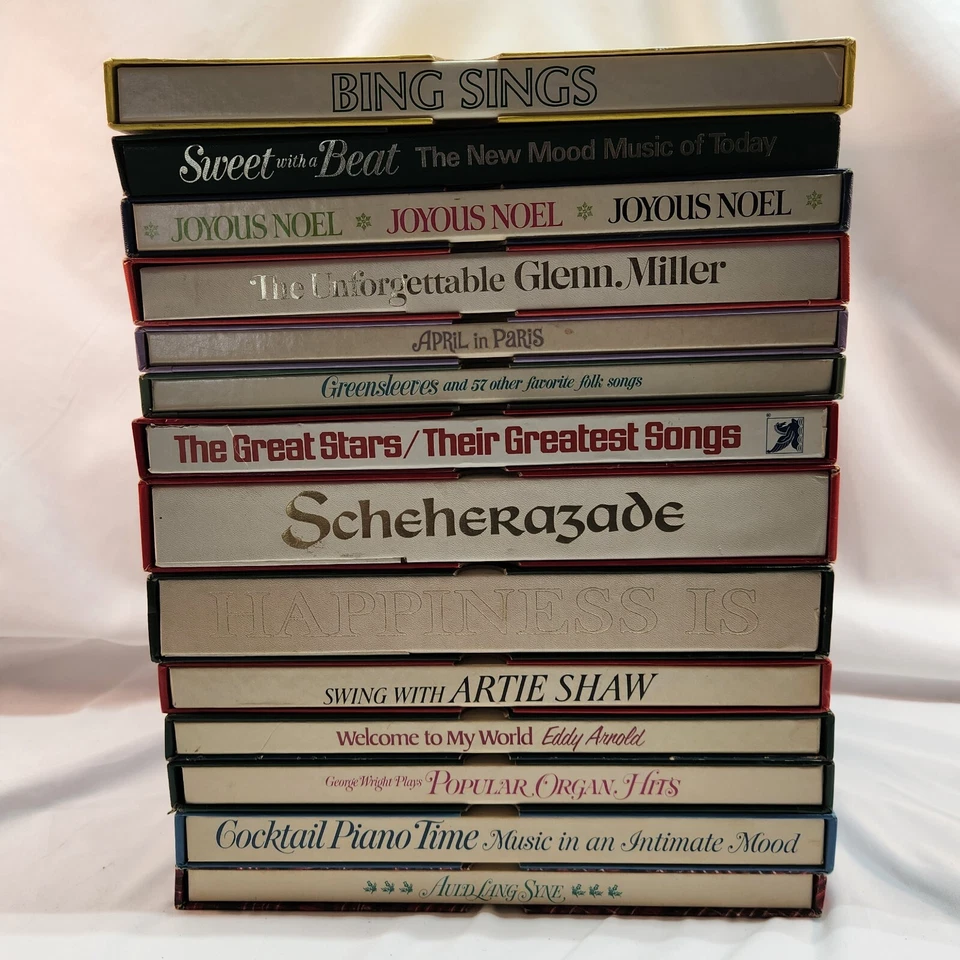 BING SINGS
Sweet with a Beat The New Mood Music of Today
JOYOUS NOEL JOYOUS NOEL JOYOUS NOEL
The Unforgettable Glenn Miller
APRIL in PARIS
Greensleeves and 57 other favorite folk songs
The Great Stars/Their Greatest Songs
Scheherazade
HAPPINESS IS
SWING WITH ARTIE SHAW
Welcome to My World Eddy Arnold
George Wright Plays POPULAR ORGAN HITS
Cocktail Piano Time Music in an Intimate Mood
AULD LANG SYNE